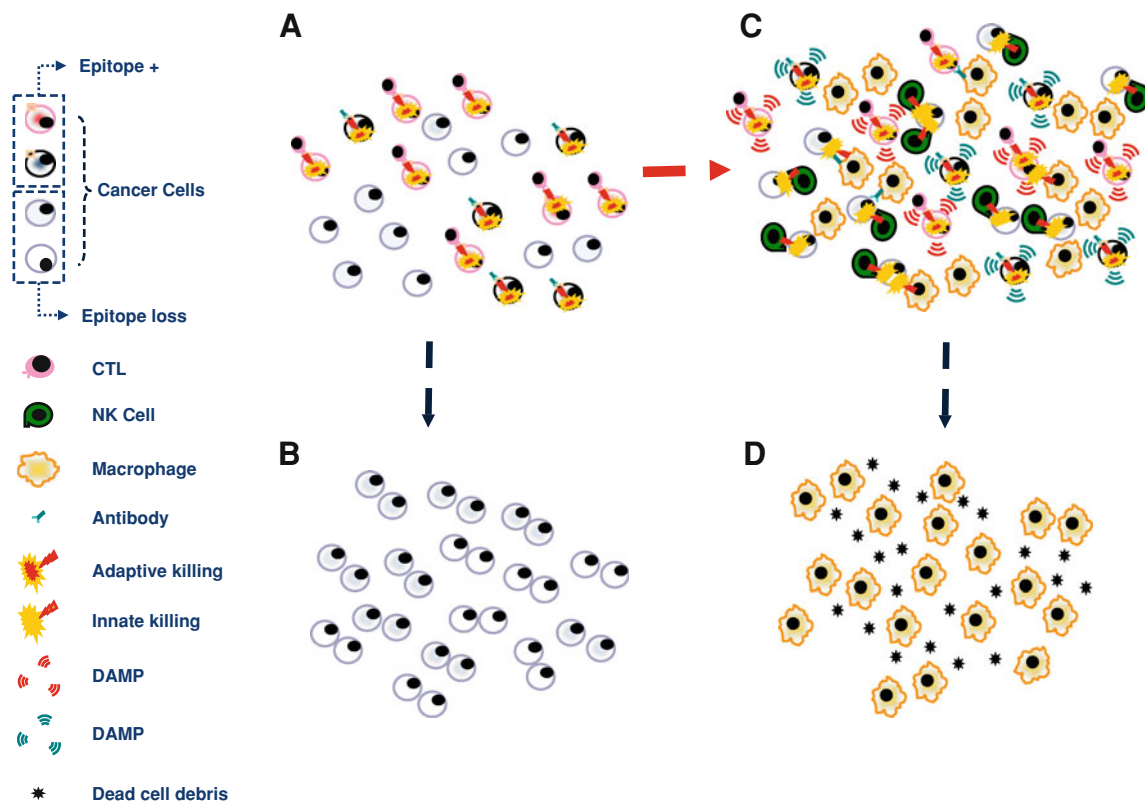 A
C
Epitope +
Cancer Cells
Epitope loss
CTL
NK Cell
B
D
Macrophage
Antibody
Adaptive killing
Innate killing
DAMP
DAMP
Dead cell debris